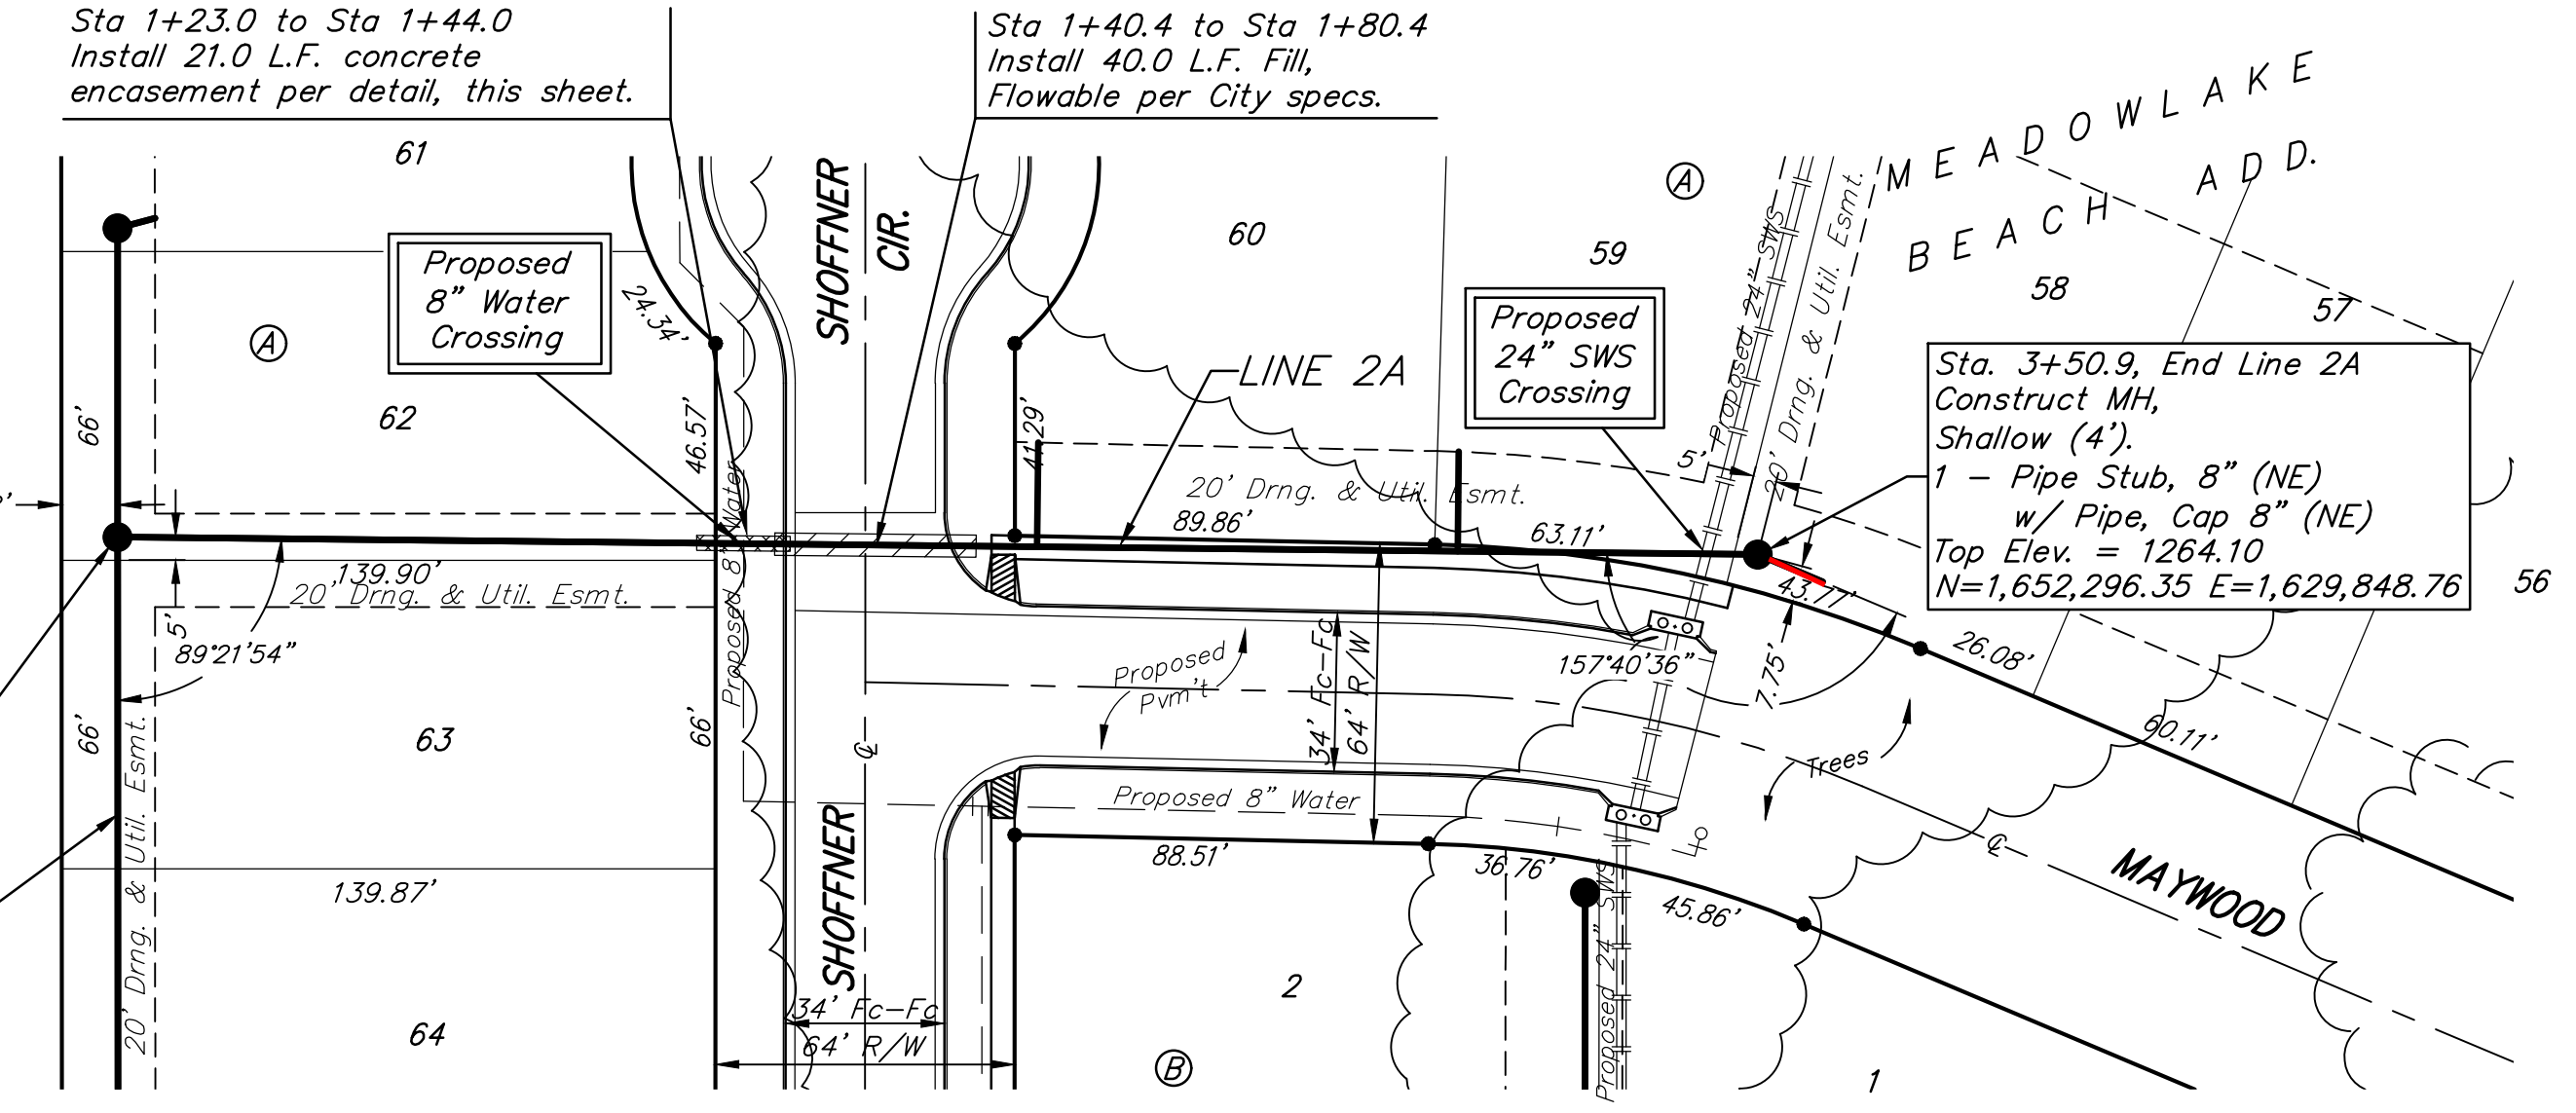 Sta 1+23.0 to Sta 1+44.0
Install 21.0 L.F. concrete
encasement per detail, this sheet.
Sta 1+40.4 to Sta 1+80.4
Install 40.0 L.F. Fill,
Flowable per City specs.
MEADOWLAKE
BEACH ADD.
61
SHOFFNER
CIR.
60
A
59
58
57
56
Proposed
8" Water
Crossing
A
24.34'
62
66'
46.57'
41.29'
LINE 2A
Proposed
24" SWS
Crossing
Proposed 24" SWS
20' Drng. & Util. Esmt.
Sta. 3+50.9, End Line 2A
Construct MH,
Shallow (4').
1 - Pipe Stub, 8" (NE)
w/ Pipe, Cap 8" (NE)
Top Elev. = 1264.10
N=1,652,296.35 E=1,629,848.76
5'
20' Drng. & Util. Esmt.
89.86'
63.11'
43.77'
139.90'
20' Drng. & Util. Esmt.
5'
89°21'54"
Proposed 8" Water
157°40'36"
7.75'
26.08'
60.11'
Proposed
Pvm't
34' Fc-Fc
64' R/W
63
66'
66'
℄
Trees
Proposed 8" Water
88.51'
36.76'
45.86'
℄
MAYWOOD
139.87'
20' Drng. & Util. Esmt.
SHOFFNER
34' Fc-Fc
64' R/W
64
2
B
Proposed 24" SWS
1